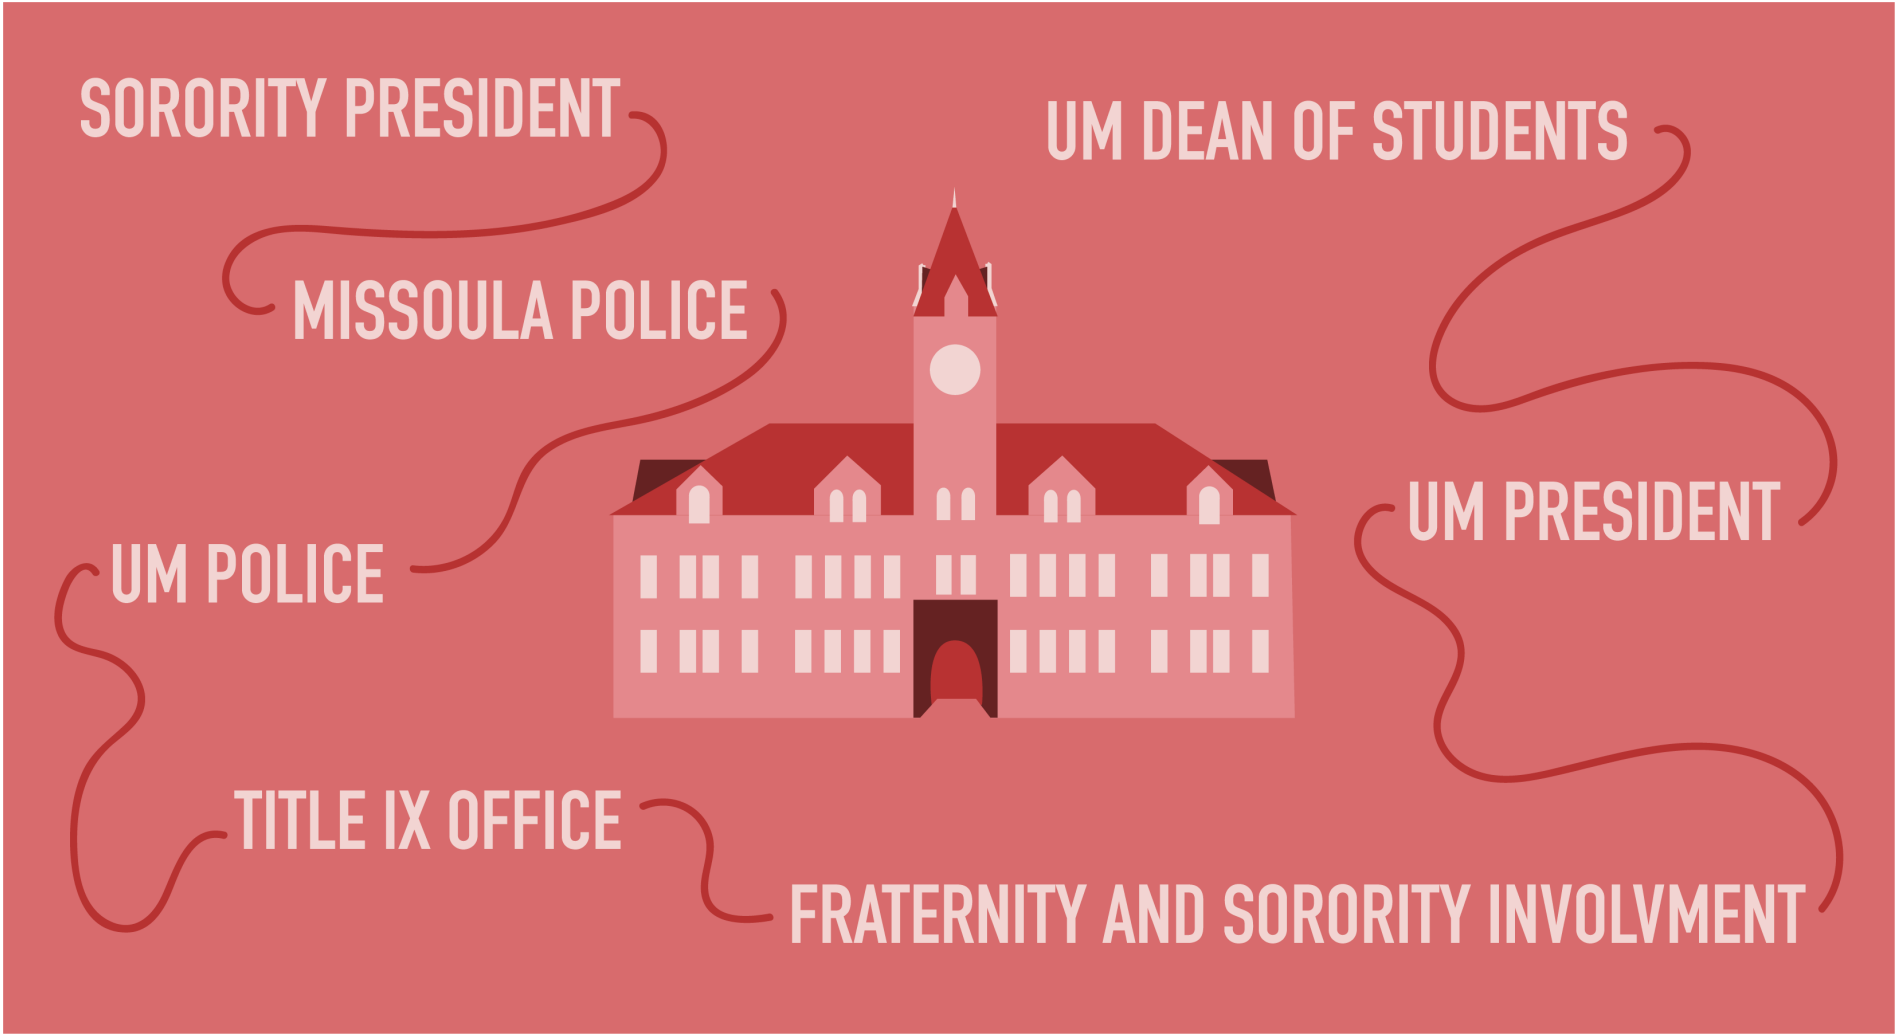 SORORITY PRESIDENT
MISSOULA POLICE
UM POLICE
TITLE IX OFFICE
FRATERNITY AND SORORITY INVOLVMENT
UM PRESIDENT
UM DEAN OF STUDENTS